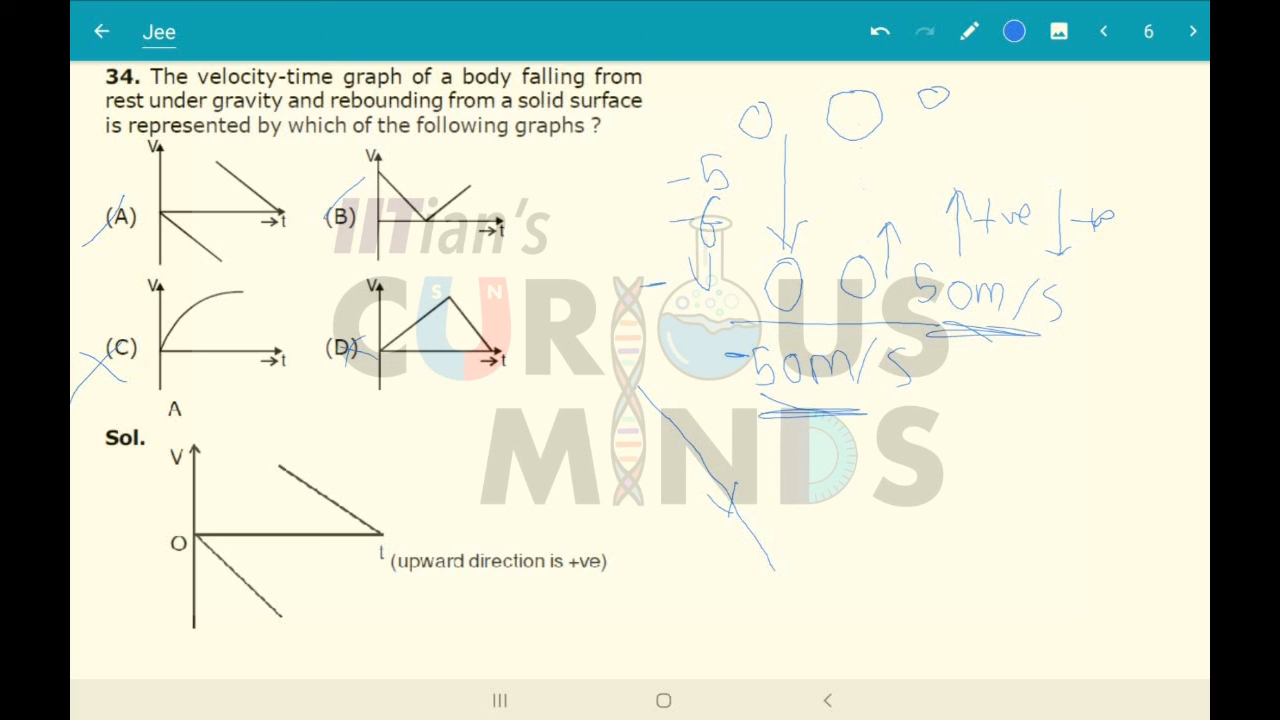 Jee
6
34. The velocity-time graph of a body falling from
rest under gravity and rebounding from a solid surface
is represented by which of the following graphs ?
(A) V →t
(B) V →t
(C) V →t
(D) V →t
A
Sol.
V
O
t (upward direction is +ve)
IITian's
CURIOUS
S N
MINDS
-5
+ve
50m/s
-50m/s